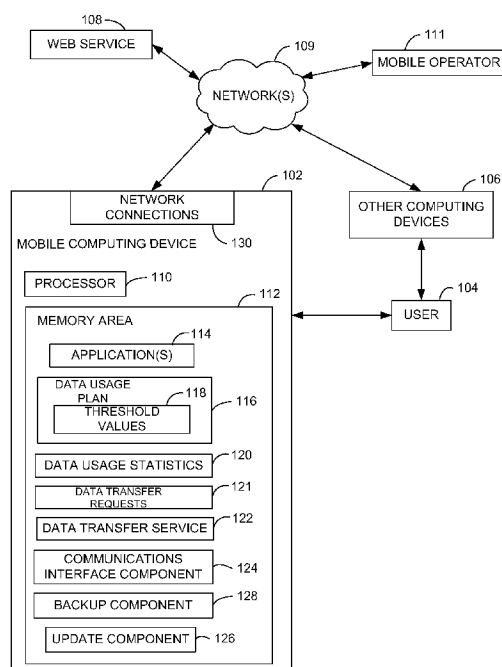 108
WEB SERVICE
109
NETWORK(S)
111
MOBILE OPERATOR
102
NETWORK
CONNECTIONS
130
MOBILE COMPUTING DEVICE
106
OTHER COMPUTING
DEVICES
PROCESSOR
110
104
USER
112
MEMORY AREA
114
APPLICATION(S)
DATA USAGE
PLAN
118
THRESHOLD
VALUES
116
DATA USAGE STATISTICS
120
DATA TRANSFER
REQUESTS
121
DATA TRANSFER SERVICE
122
COMMUNICATIONS
INTERFACE COMPONENT
124
BACKUP COMPONENT
128
UPDATE COMPONENT
126